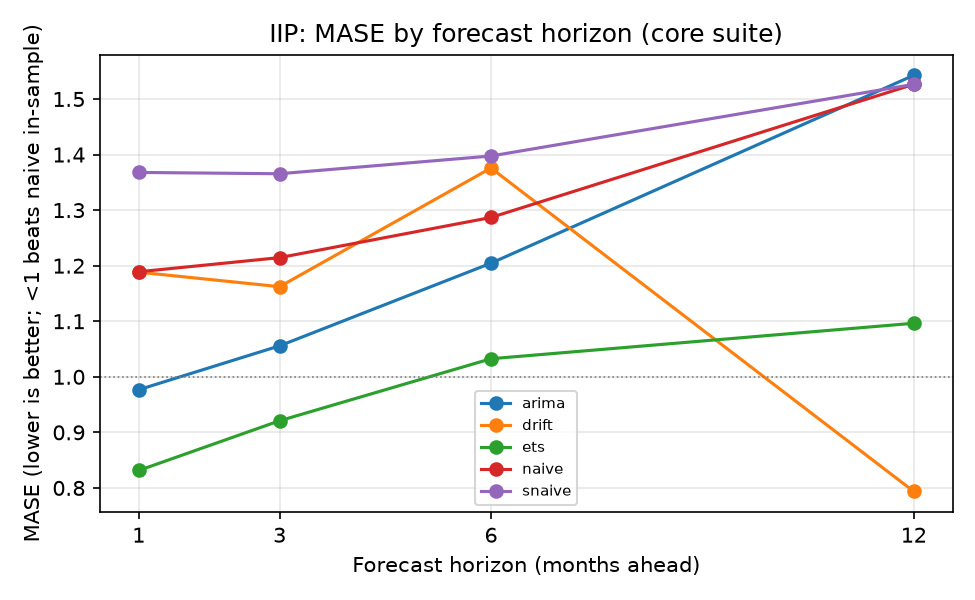 IIP: MASE by forecast horizon (core suite)
MASE (lower is better; <1 beats naive in-sample)
1.5
1.4
1.3
1.2
1.1
1.0
0.9
0.8
arima
drift
ets
naive
snaive
1 3 6 12
Forecast horizon (months ahead)